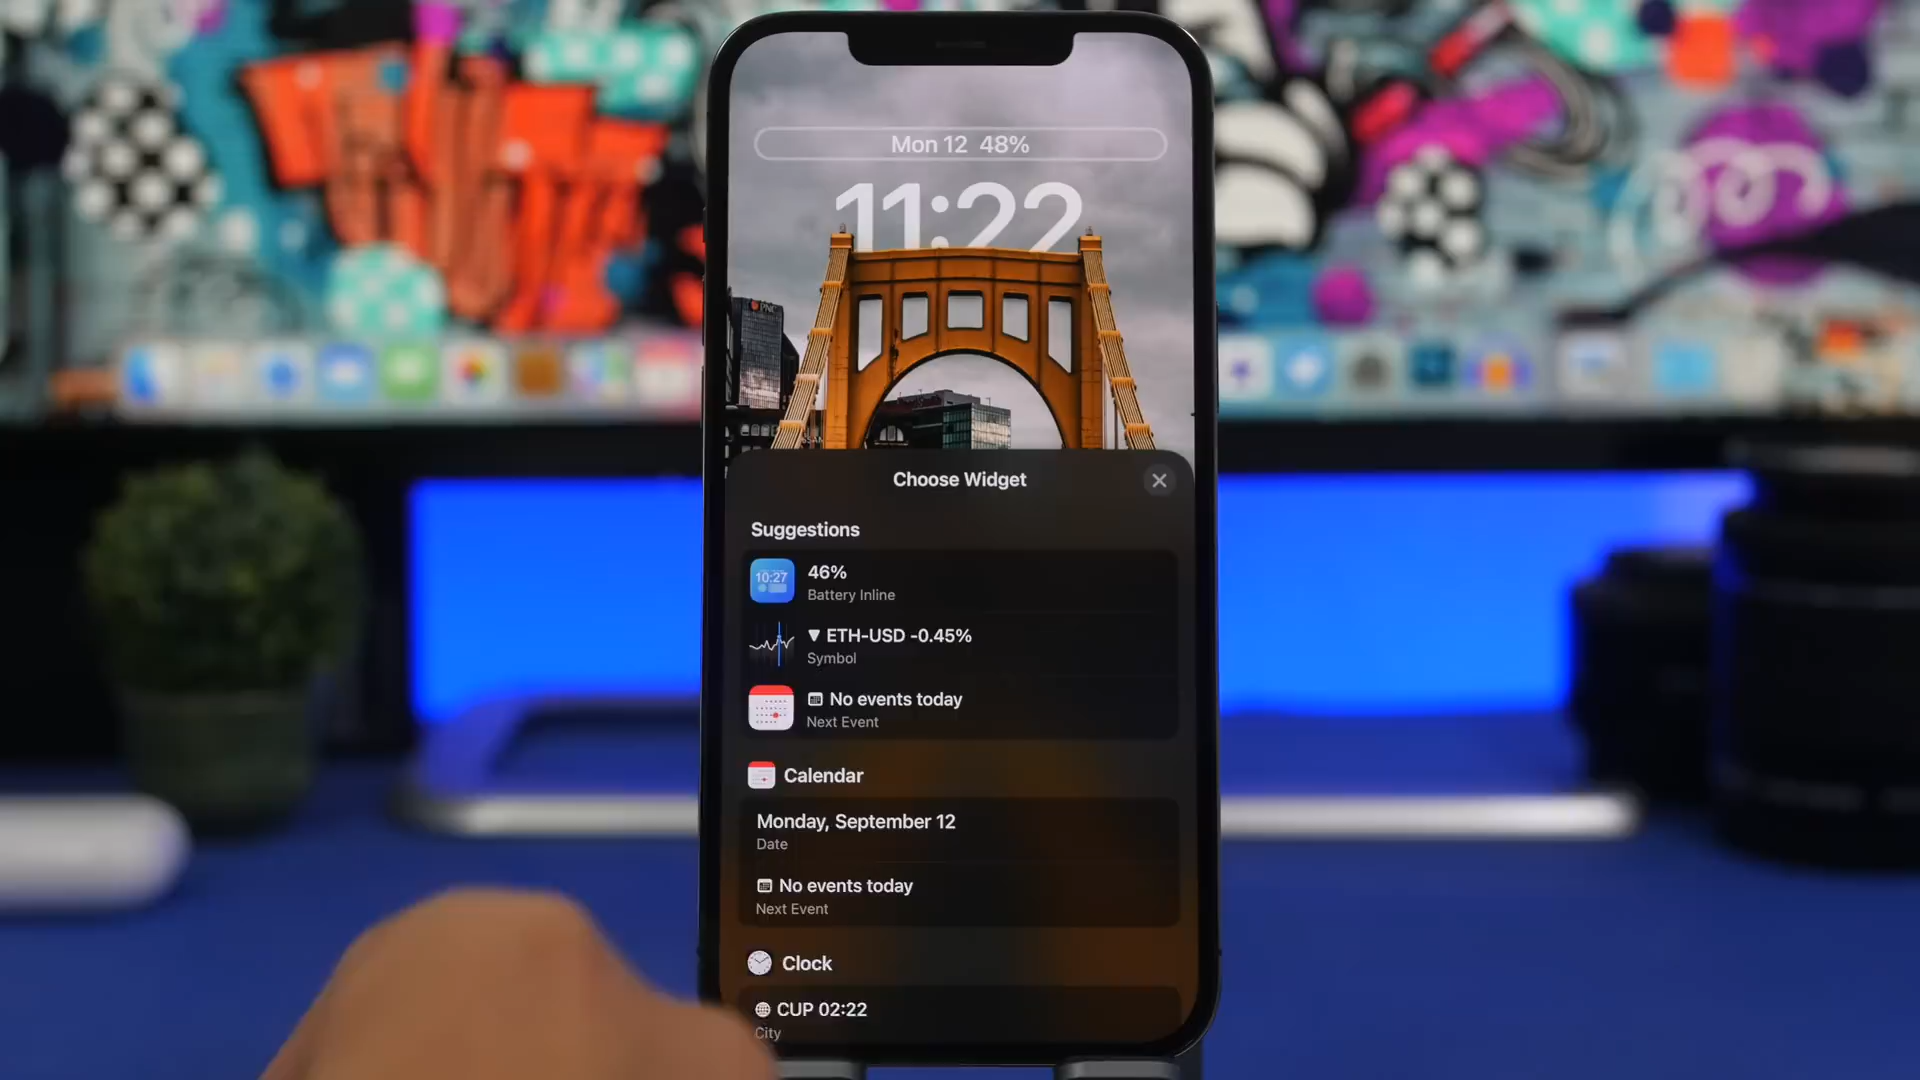 Mon 12 48%
11:22
PNC
Choose Widget
Suggestions
10:27
46%
Battery Inline
▼ ETH-USD -0.45%
Symbol
No events today
Next Event
Calendar
Monday, September 12
Date
No events today
Next Event
Clock
CUP 02:22
City